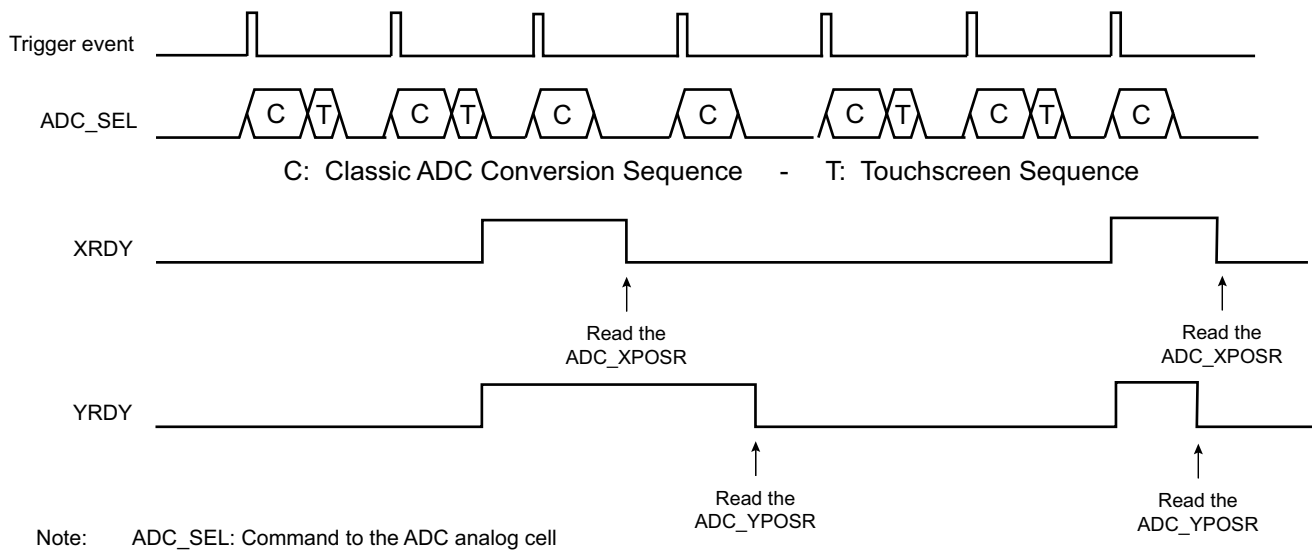 Trigger event
ADC_SEL
C T C T C C C T C T C
C: Classic ADC Conversion Sequence - T: Touchscreen Sequence
XRDY
Read the
ADC_XPOSR
Read the
ADC_XPOSR
YRDY
Read the
ADC_YPOSR
Read the
ADC_YPOSR
Note: ADC_SEL: Command to the ADC analog cell